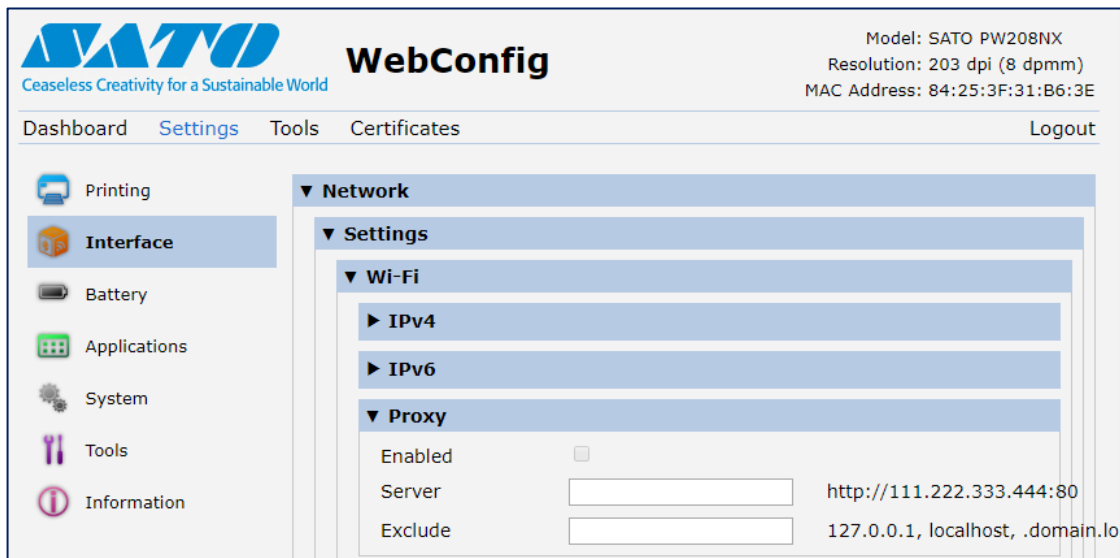 SATO
Ceaseless Creativity for a Sustainable World
WebConfig
Model: SATO PW208NX
Resolution: 203 dpi (8 dpmm)
MAC Address: 84:25:3F:31:B6:3E
Dashboard Settings Tools Certificates Logout
Printing
Interface
Battery
Applications
System
Tools
Information
▼ Network
▼ Settings
▼ Wi-Fi
▶ IPv4
▶ IPv6
▼ Proxy
Enabled
Server http://111.222.333.444:80
Exclude 127.0.0.1, localhost, .domain.lo